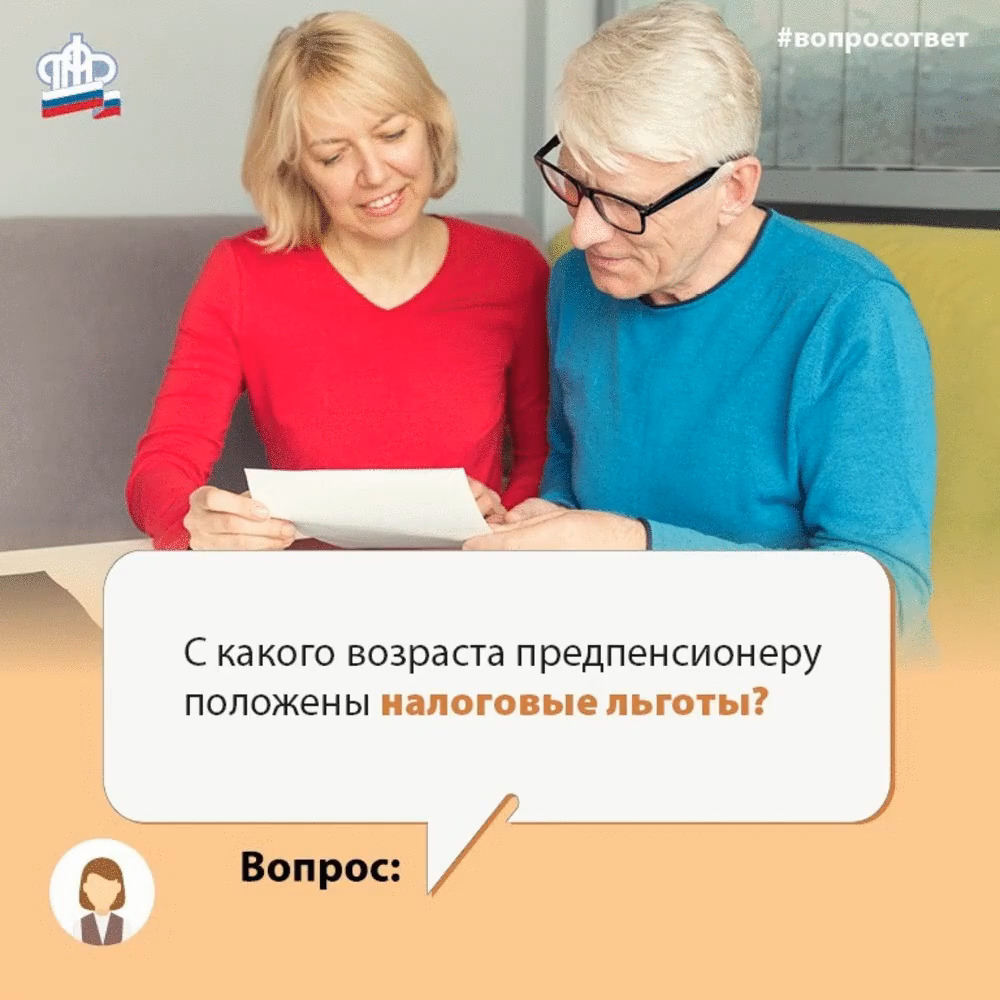 #вопросответ
С какого возраста предпенсионеру
положены налоговые льготы?
Вопрос: